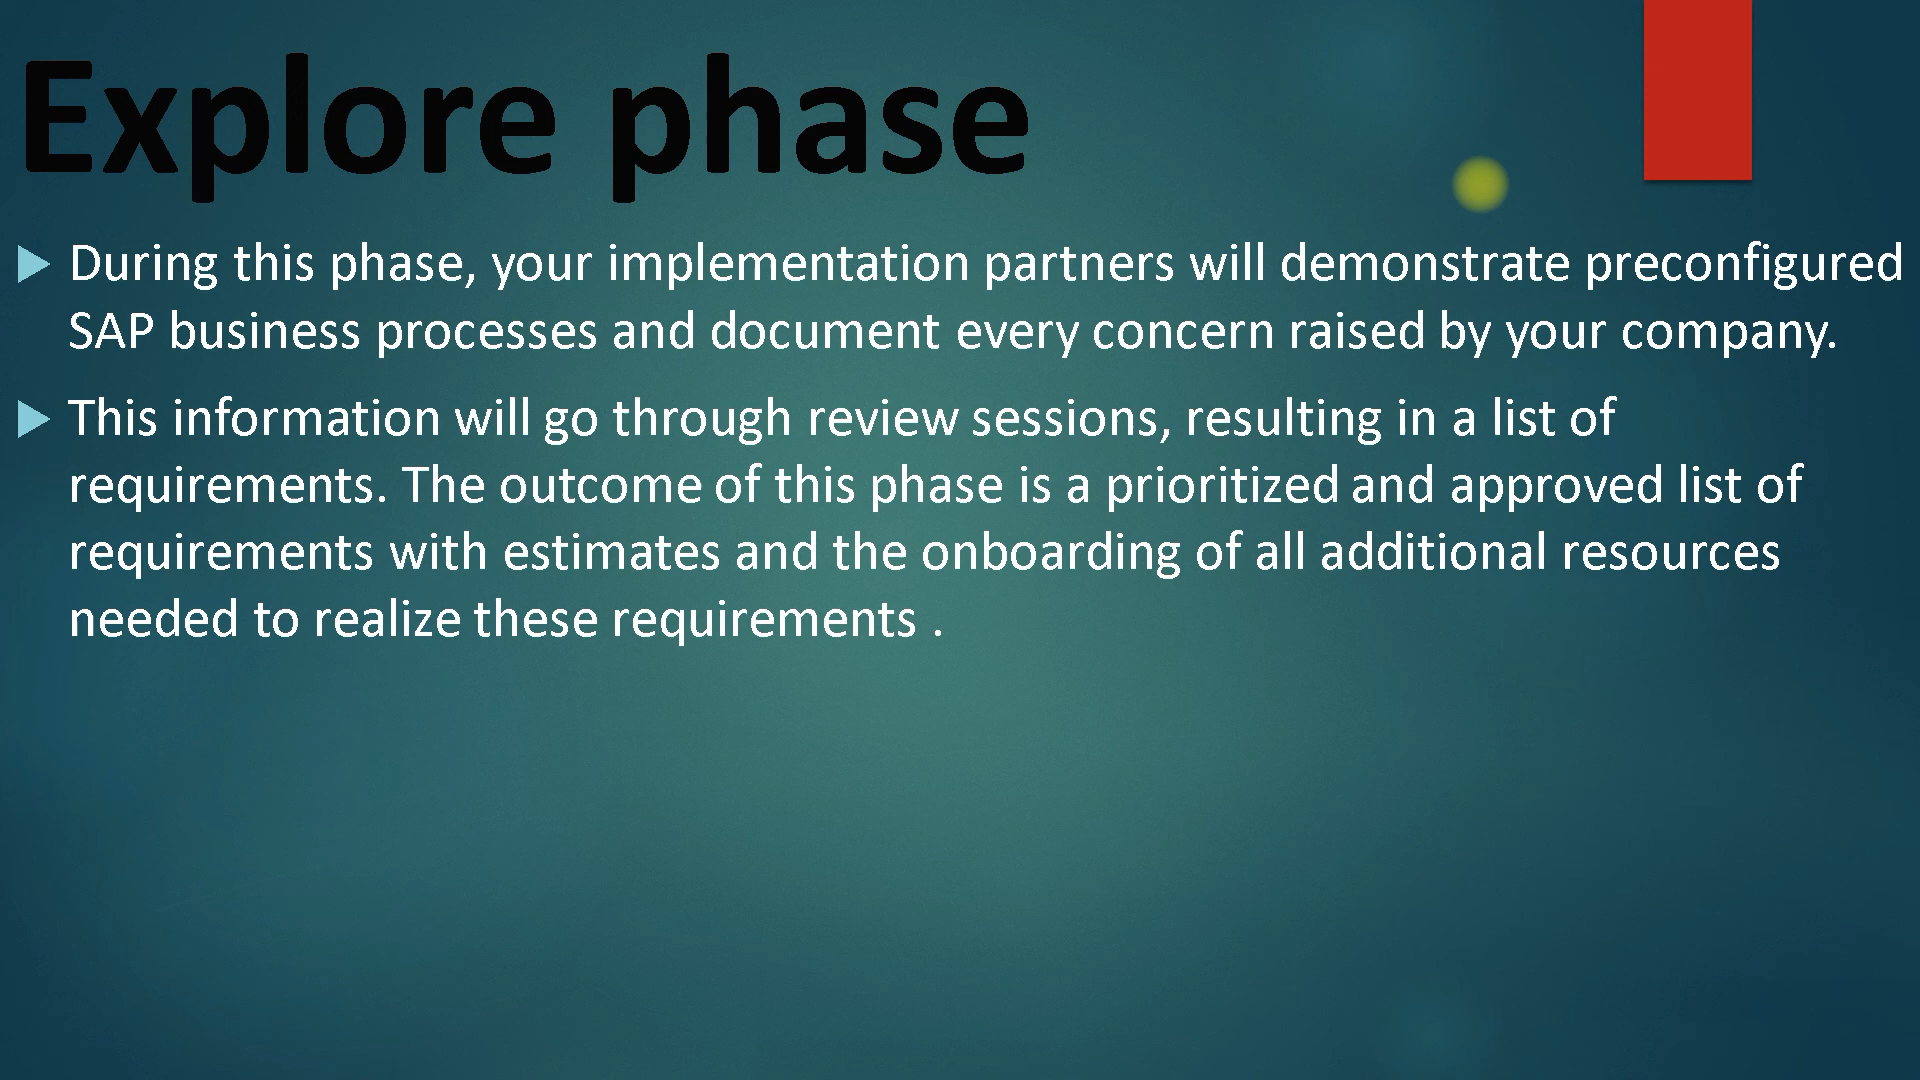 Explore phase
During this phase, your implementation partners will demonstrate preconfigured
SAP business processes and document every concern raised by your company.
This information will go through review sessions, resulting in a list of
requirements. The outcome of this phase is a prioritized and approved list of
requirements with estimates and the onboarding of all additional resources
needed to realize these requirements .